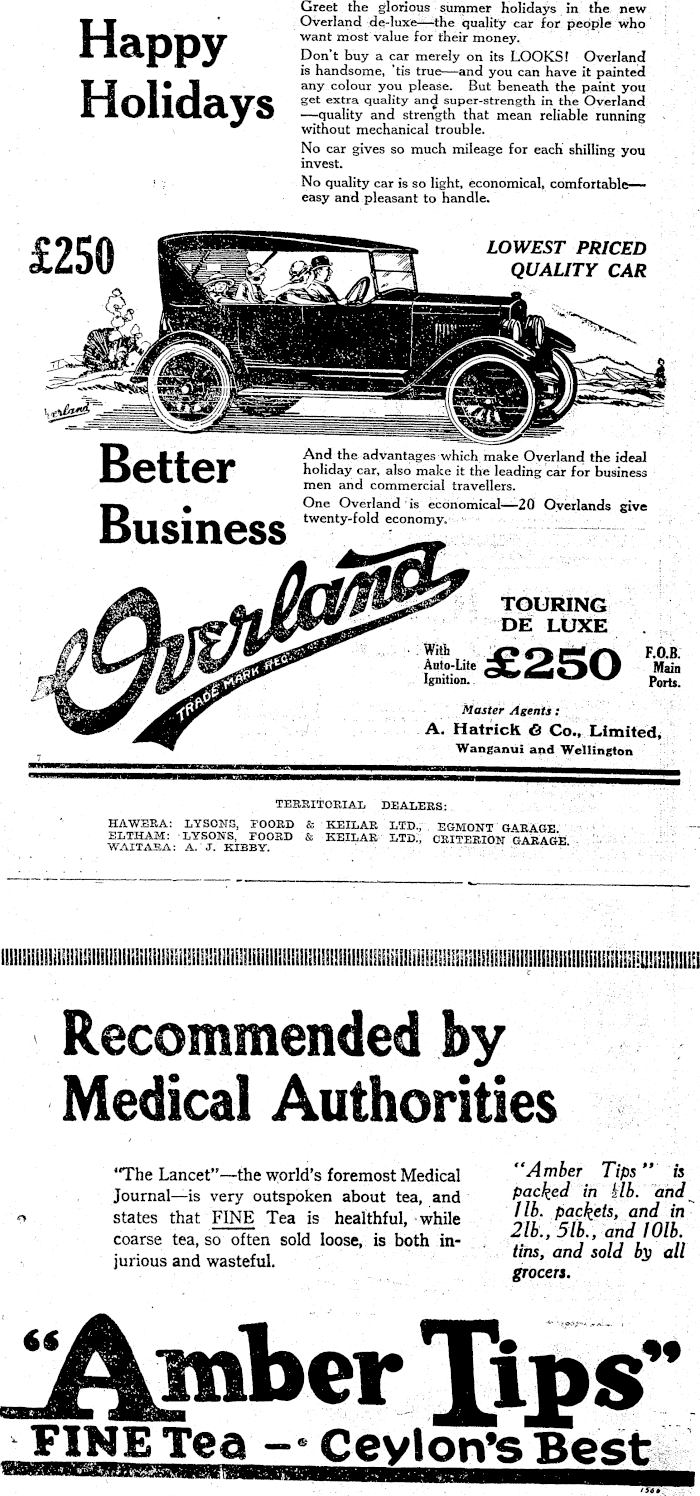 Happy
Holidays
Greet the glorious summer holidays in the new
Overland de-luxe—the quality car for people who
want most value for their money.
Don't buy a car merely on its LOOKS! Overland
is handsome, 'tis true—and you can have it painted
any colour you please. But beneath the paint you
get extra quality and super-strength in the Overland
—quality and strength that mean reliable running
without mechanical trouble.
No car gives so much mileage for each shilling you
invest.
No quality car is so light, economical, comfortable—
easy and pleasant to handle.
£250
LOWEST PRICED
QUALITY CAR
Better
Business
And the advantages which make Overland the ideal
holiday car, also make it the leading car for business
men and commercial travellers.
One Overland is economical—20 Overlands give
twenty-fold economy.
Overland
TRADE MARK REG.
TOURING
DE LUXE
With
Auto-Lite
Ignition.
£250
F.O.B.
Main
Ports.
Master Agents:
A. Hatrick & Co., Limited,
Wanganui and Wellington
TERRITORIAL DEALERS:
HAWERA: LYSONS, FOORD & KEILAR LTD., EGMONT GARAGE.
ELTHAM: LYSONS, FOORD & KEILAR LTD., CRITERION GARAGE.
WAITARA: A. J. KIBBY.
Recommended by
Medical Authorities
"The Lancet"—the world's foremost Medical
Journal—is very outspoken about tea, and
states that FINE Tea is healthful, while
coarse tea, so often sold loose, is both in-
jurious and wasteful.
"Amber Tips" is
packed in ½lb. and
1lb. packets, and in
2lb., 5lb., and 10lb.
tins, and sold by all
grocers.
"Amber Tips"
FINE Tea — Ceylon's Best